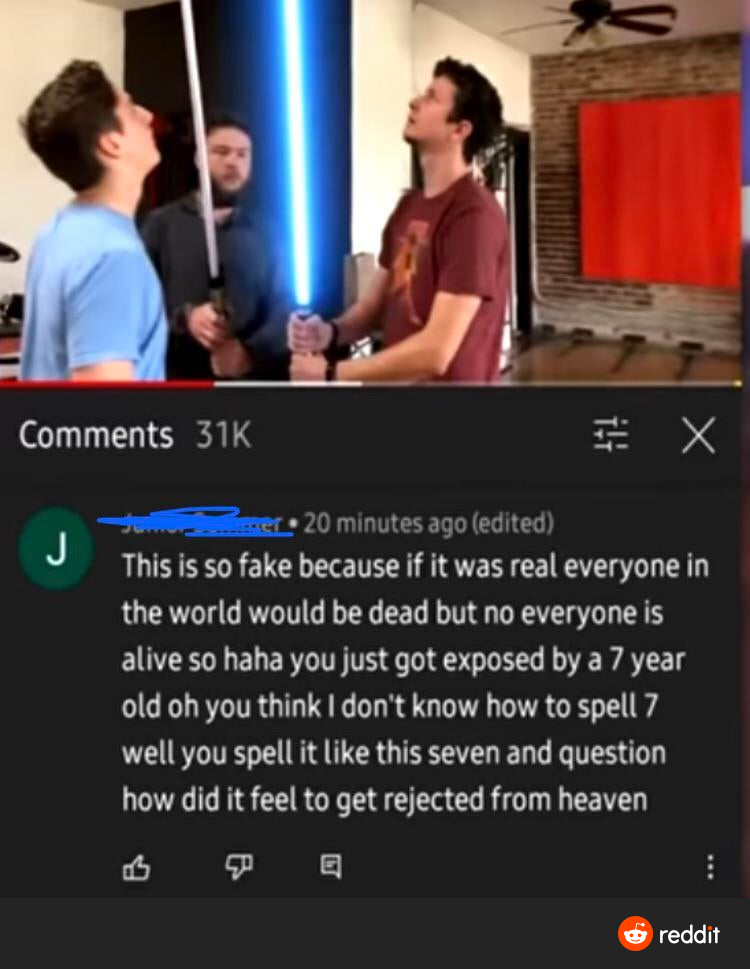 Comments 31K
• 20 minutes ago (edited)
J
This is so fake because if it was real everyone in
the world would be dead but no everyone is
alive so haha you just got exposed by a 7 year
old oh you think I don't know how to spell 7
well you spell it like this seven and question
how did it feel to get rejected from heaven
reddit